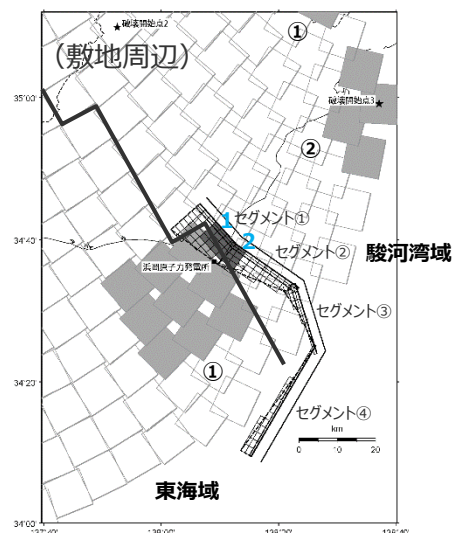 ①
★破壊開始点2
（敷地周辺）
35°00'
破壊開始点3★
②
1
セグメント①
2
34°40'
セグメント②
駿河湾域
浜岡原子力発電所
セグメント③
34°20'
①
セグメント④
km
0 10 20
東海域
34°00'
137°40'
138°00'
138°20'
138°40'